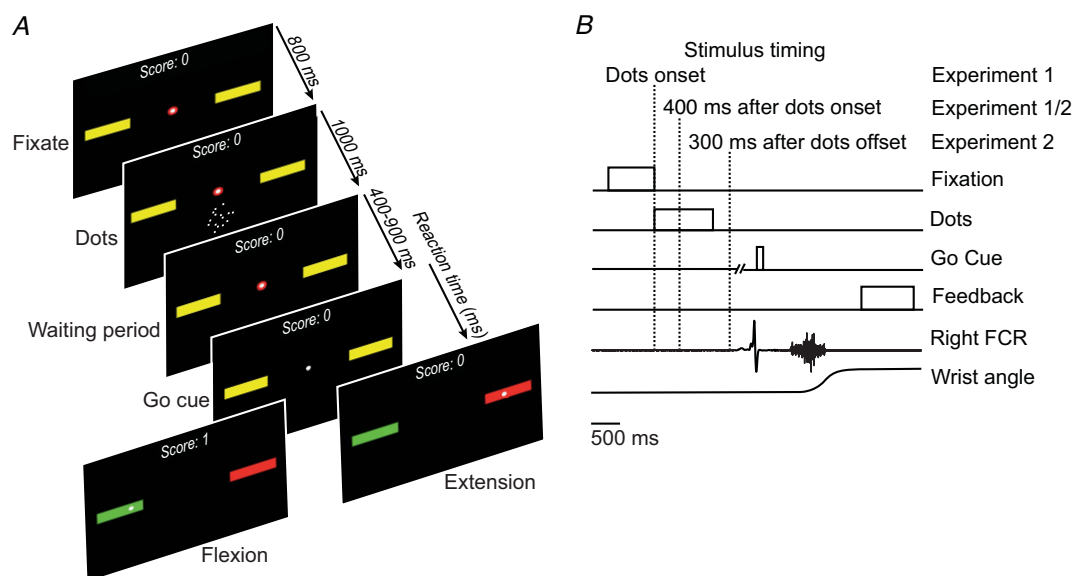 A
Score: 0
800 ms
Fixate
Score: 0
1000 ms
Dots
Score: 0
400-900 ms
Waiting period
Score: 0
Reaction time (ms)
Go cue
Score: 0
Extension
Score: 1
Flexion
B
Stimulus timing
Dots onset
Experiment 1
400 ms after dots onset
Experiment 1/2
300 ms after dots offset
Experiment 2
Fixation
Dots
Go Cue
Feedback
Right FCR
Wrist angle
500 ms